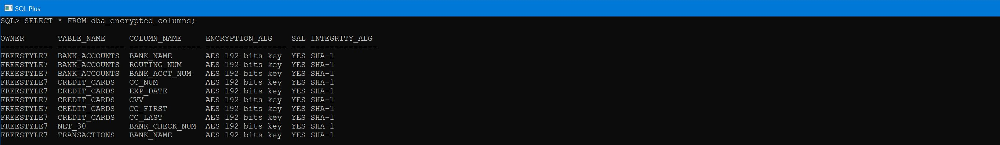 SQL Plus
SQL> SELECT * FROM dba_encrypted_columns;
OWNER       TABLE_NAME     COLUMN_NAME     ENCRYPTION_ALG    SAL INTEGRITY_ALG
----------- -------------- --------------- ----------------- --- --------------
FREESTYLE7  BANK_ACCOUNTS  BANK_NAME       AES 192 bits key  YES SHA-1
FREESTYLE7  BANK_ACCOUNTS  ROUTING_NUM     AES 192 bits key  YES SHA-1
FREESTYLE7  BANK_ACCOUNTS  BANK_ACCT_NUM   AES 192 bits key  YES SHA-1
FREESTYLE7  CREDIT_CARDS   CC_NUM          AES 192 bits key  YES SHA-1
FREESTYLE7  CREDIT_CARDS   EXP_DATE        AES 192 bits key  YES SHA-1
FREESTYLE7  CREDIT_CARDS   CVV             AES 192 bits key  YES SHA-1
FREESTYLE7  CREDIT_CARDS   CC_FIRST        AES 192 bits key  YES SHA-1
FREESTYLE7  CREDIT_CARDS   CC_LAST         AES 192 bits key  YES SHA-1
FREESTYLE7  NET_30         BANK_CHECK_NUM  AES 192 bits key  YES SHA-1
FREESTYLE7  TRANSACTIONS   BANK_NAME       AES 192 bits key  YES SHA-1